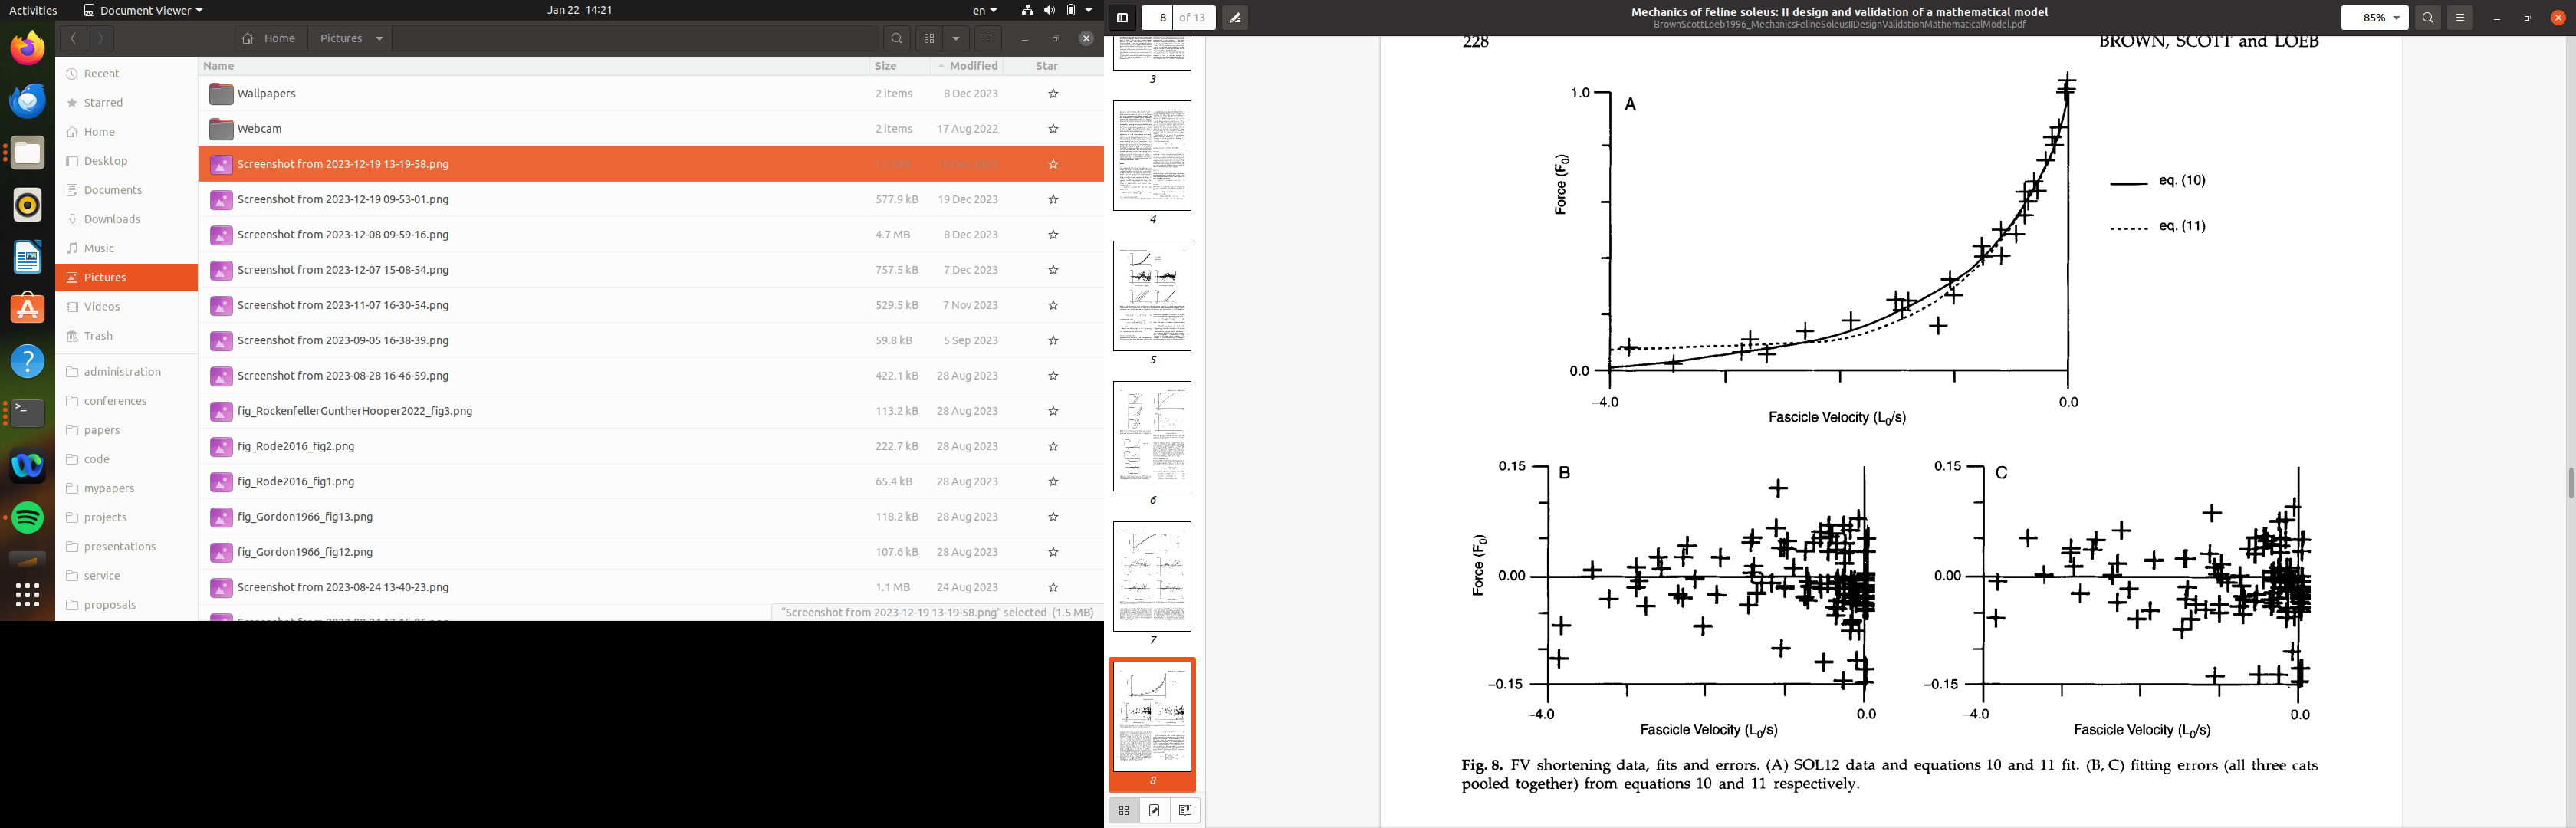 Activities
Document Viewer
Jan 22 14:21
en
Home
Pictures
Name
Size
Modified
Star
Recent
Starred
Home
Desktop
Documents
Downloads
Music
Pictures
Videos
Trash
administration
conferences
papers
code
mypapers
projects
presentations
service
proposals
Wallpapers 2 items 8 Dec 2023
Webcam 2 items 17 Aug 2022
Screenshot from 2023-12-19 13-19-58.png
Screenshot from 2023-12-19 09-53-01.png 577.9 kB 19 Dec 2023
Screenshot from 2023-12-08 09-59-16.png 4.7 MB 8 Dec 2023
Screenshot from 2023-12-07 15-08-54.png 757.5 kB 7 Dec 2023
Screenshot from 2023-11-07 16-30-54.png 529.5 kB 7 Nov 2023
Screenshot from 2023-09-05 16-38-39.png 59.8 kB 5 Sep 2023
Screenshot from 2023-08-28 16-46-59.png 422.1 kB 28 Aug 2023
fig_RockenfellerGuntherHooper2022_fig3.png 113.2 kB 28 Aug 2023
fig_Rode2016_fig2.png 222.7 kB 28 Aug 2023
fig_Rode2016_fig1.png 65.4 kB 28 Aug 2023
fig_Gordon1966_fig13.png 118.2 kB 28 Aug 2023
fig_Gordon1966_fig12.png 107.6 kB 28 Aug 2023
Screenshot from 2023-08-24 13-40-23.png 1.1 MB 24 Aug 2023
"Screenshot from 2023-12-19 13-19-58.png" selected (1.5 MB)
8 of 13
Mechanics of feline soleus: II design and validation of a mathematical model
BrownScottLoeb1996_MechanicsFelineSoleusIIDesignValidationMathematicalModel.pdf
85%
3
4
5
6
7
8
228
BROWN, SCOTT and LOEB
A
1.0
Force (F0)
0.0
-4.0
0.0
Fascicle Velocity (L0/s)
eq. (10)
eq. (11)
B
0.15
Force (F0)
0.00
-0.15
-4.0
0.0
Fascicle Velocity (L0/s)
C
0.15
0.00
-0.15
-4.0
0.0
Fascicle Velocity (L0/s)
Fig. 8. FV shortening data, fits and errors. (A) SOL12 data and equations 10 and 11 fit. (B, C) fitting errors (all three cats
pooled together) from equations 10 and 11 respectively.